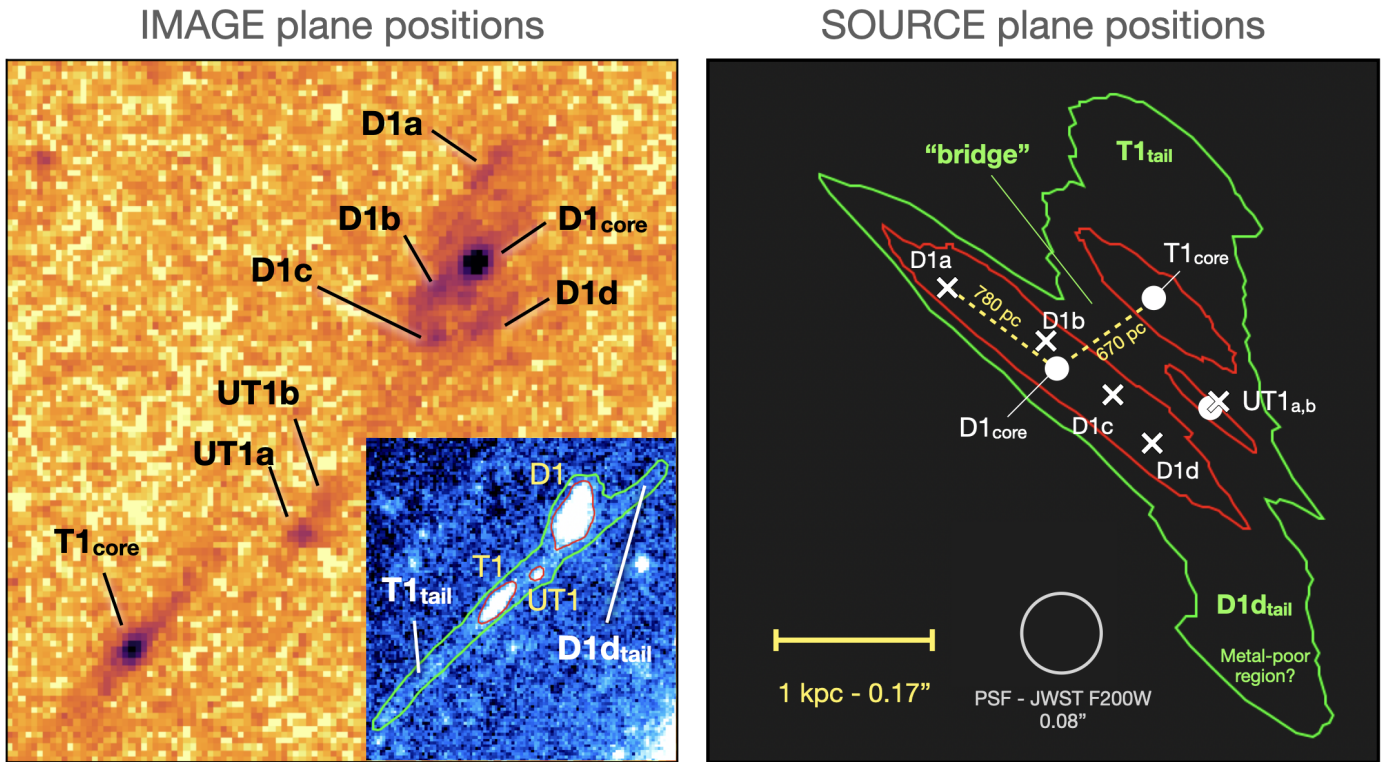 IMAGE plane positions
D1a
D1b
D1core
D1c
D1d
UT1b
UT1a
T1core
D1
T1
T1tail
UT1
D1dtail
SOURCE plane positions
T1tail
“bridge”
D1a
T1core
780 pc
D1b
670 pc
UT1a,b
D1core
D1c
D1d
D1dtail
Metal-poor
region?
1 kpc - 0.17”
PSF - JWST F200W
0.08”